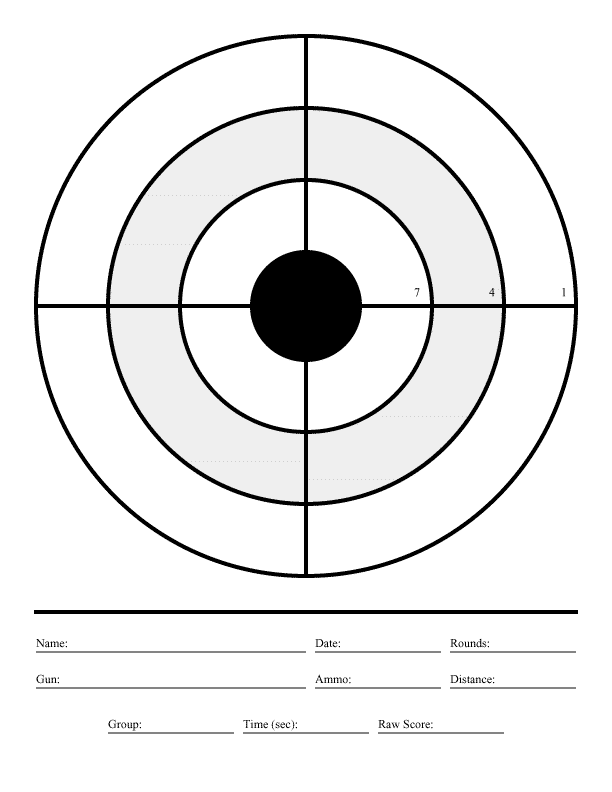 7 4 1
Name: Date: Rounds:
Gun: Ammo: Distance:
Group: Time (sec): Raw Score: